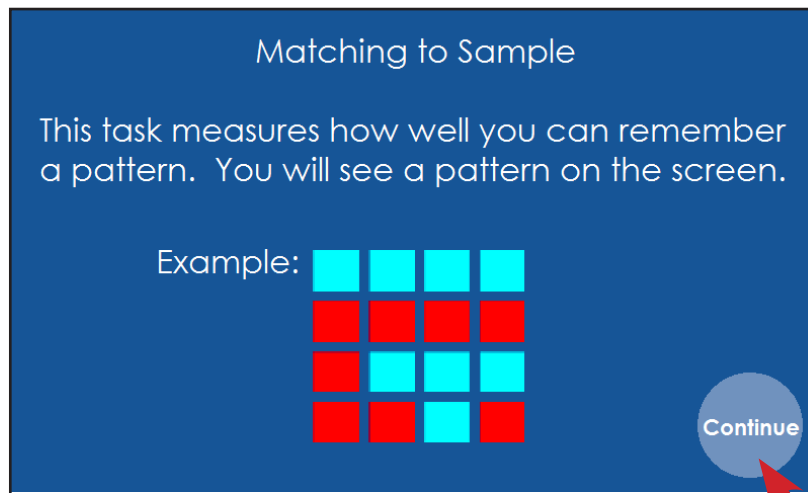 Matching to Sample
This task measures how well you can remember
a pattern. You will see a pattern on the screen.
Example:
Continue